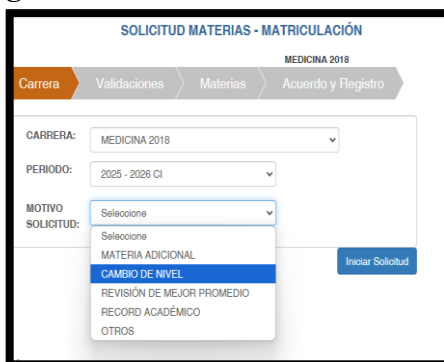 SOLICITUD MATERIAS - MATRICULACIÓN
MEDICINA 2018
Carrera
Validaciones
Materias
Acuerdo y Registro
CARRERA:
MEDICINA 2018
PERIODO:
2025 - 2026 CI
MOTIVO
SOLICITUD:
Seleccione
Seleccione
MATERIA ADICIONAL
CAMBIO DE NIVEL
REVISIÓN DE MEJOR PROMEDIO
RECORD ACADÉMICO
OTROS
Iniciar Solicitud